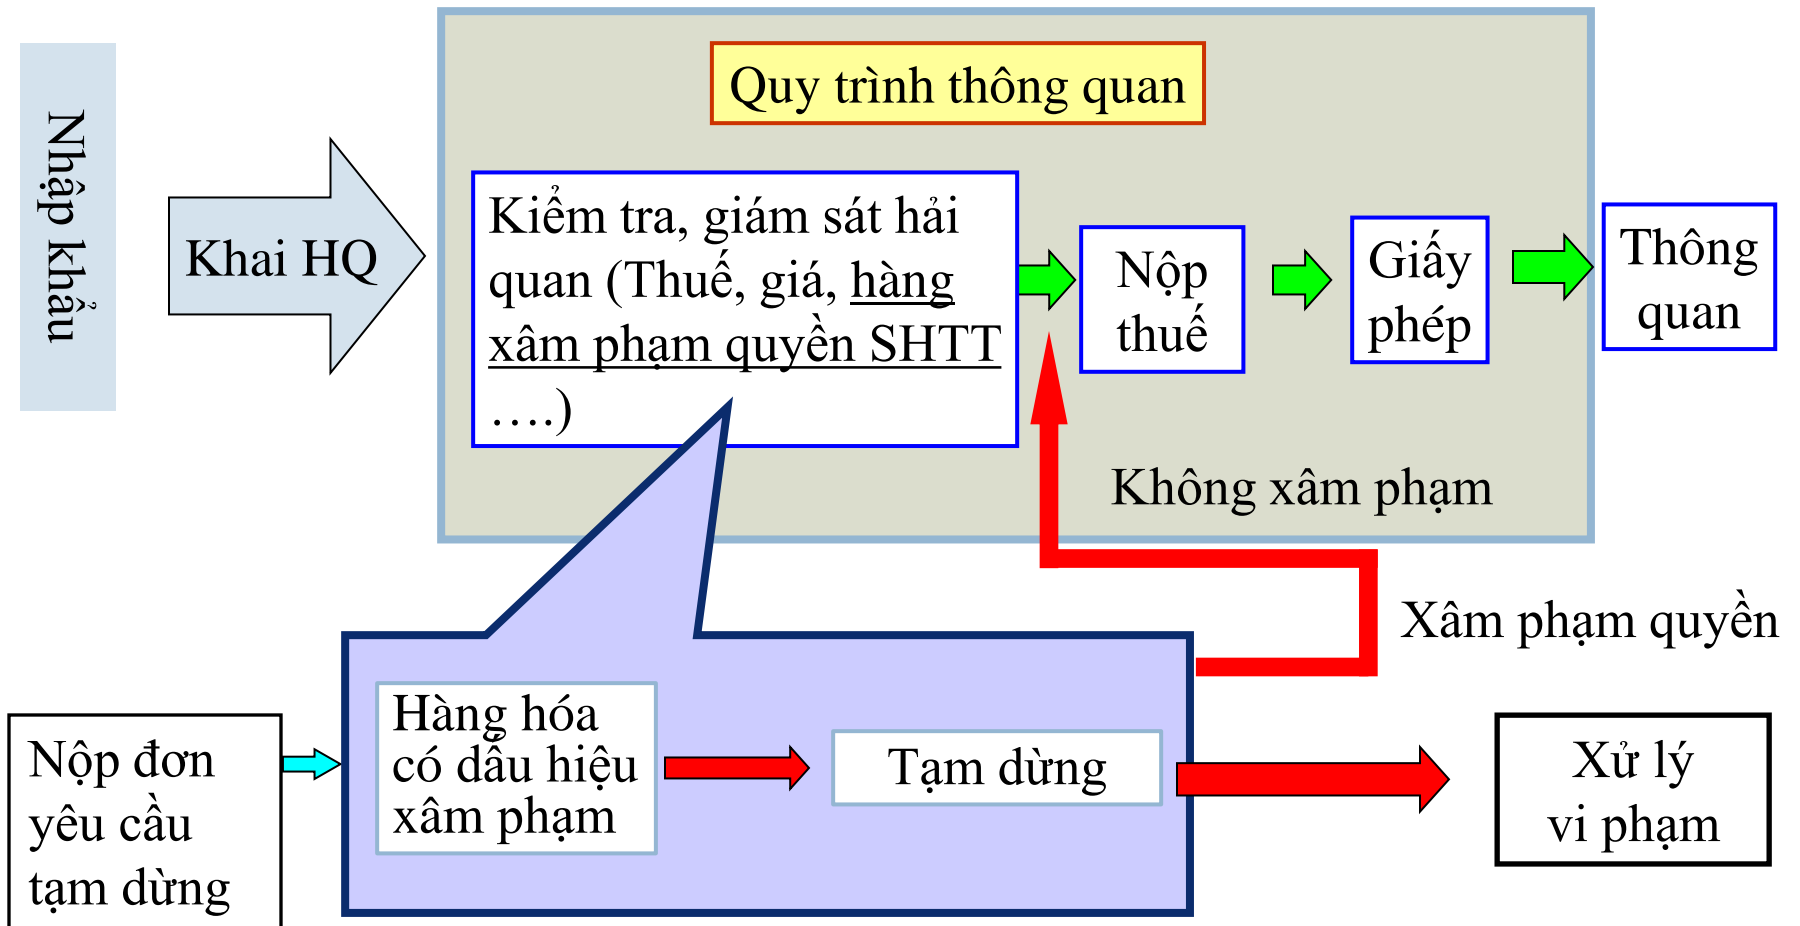 Nhập khẩu
Khai HQ
Quy trình thông quan
Kiểm tra, giám sát hải
quan (Thuế, giá, hàng
xâm phạm quyền SHTT
….)
Nộp
thuế
Giấy
phép
Thông
quan
Không xâm phạm
Xâm phạm quyền
Nộp đơn
yêu cầu
tạm dừng
Hàng hóa
có dấu hiệu
xâm phạm
Tạm dừng
Xử lý
vi phạm